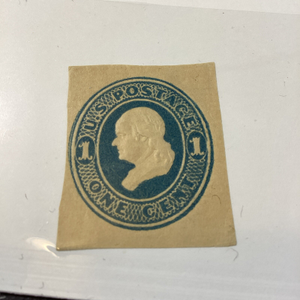 U.S. POSTAGE
1 1
ONE CENT